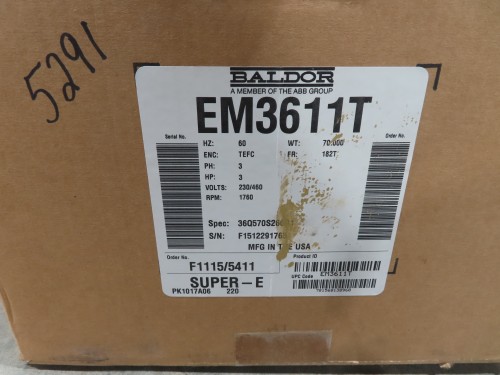 5291
BALDOR
A MEMBER OF THE ABB GROUP
EM3611T
Serial No.
Order No.
HZ: 60 WT: 70.000
ENC: TEFC FR: 182T
PH: 3
HP: 3
VOLTS: 230/460
RPM: 1760
Spec:
S/N:
MFG IN THE USA
Order No.
Product ID
F1115/5411
UPC Code EM3611T
SUPER-E
PK1017A06 220